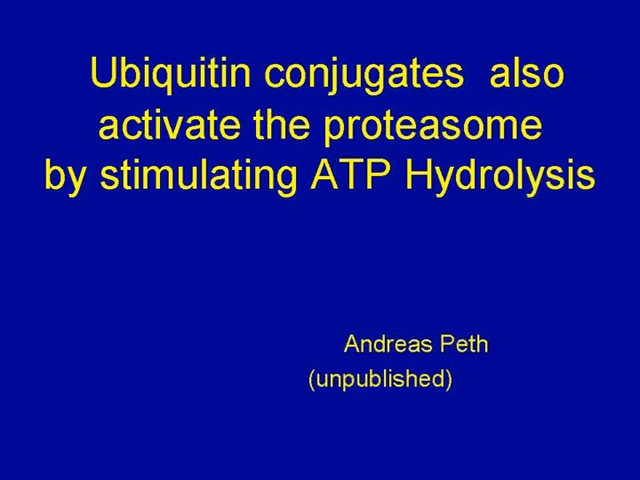 Ubiquitin conjugates also
activate the proteasome
by stimulating ATP Hydrolysis
Andreas Peth
(unpublished)